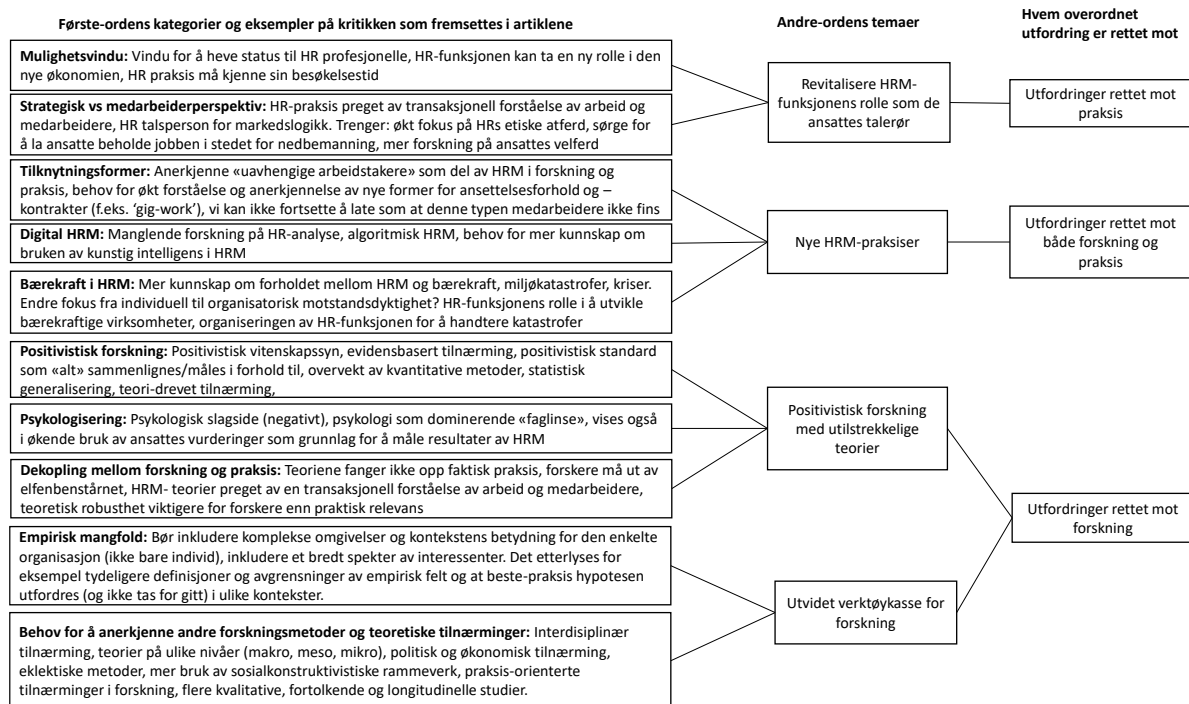 Første-ordens kategorier og eksempler på kritikken som fremsettes i artiklene
Andre-ordens temaer
Hvem overordnet
utfordring er rettet mot
Mulighetsvindu: Vindu for å heve status til HR profesjonelle, HR-funksjonen kan ta en ny rolle i den
nye økonomien, HR praksis må kjenne sin besøkelsestid
Strategisk vs medarbeiderperspektiv: HR-praksis preget av transaksjonell forståelse av arbeid og
medarbeidere, HR talsperson for markedslogikk. Trenger: økt fokus på HRs etiske atferd, sørge for
å la ansatte beholde jobben i stedet for nedbemanning, mer forskning på ansattes velferd
Revitalisere HRM-
funksjonens rolle som de
ansattes talerør
Utfordringer rettet mot
praksis
Tilknytningsformer: Anerkjenne «uavhengige arbeidstakere» som del av HRM i forskning og
praksis, behov for økt forståelse og anerkjennelse av nye former for ansettelsesforhold og –
kontrakter (f.eks. ‘gig-work’), vi kan ikke fortsette å late som at denne typen medarbeidere ikke fins
Digital HRM: Manglende forskning på HR-analyse, algoritmisk HRM, behov for mer kunnskap om
bruken av kunstig intelligens i HRM
Bærekraft i HRM: Mer kunnskap om forholdet mellom HRM og bærekraft, miljøkatastrofer, kriser.
Endre fokus fra individuell til organisatorisk motstandsdyktighet? HR-funksjonens rolle i å utvikle
bærekraftige virksomheter, organiseringen av HR-funksjonen for å handtere katastrofer
Nye HRM-praksiser
Utfordringer rettet mot
både forskning og
praksis
Positivistisk forskning: Positivistisk vitenskapssyn, evidensbasert tilnærming, positivistisk standard
som «alt» sammenlignes/måles i forhold til, overvekt av kvantitative metoder, statistisk
generalisering, teori-drevet tilnærming,
Psykologisering: Psykologisk slagside (negativt), psykologi som dominerende «faglinse», vises også
i økende bruk av ansattes vurderinger som grunnlag for å måle resultater av HRM
Dekopling mellom forskning og praksis: Teoriene fanger ikke opp faktisk praksis, forskere må ut av
elfenbenstårnet, HRM- teorier preget av en transaksjonell forståelse av arbeid og medarbeidere,
teoretisk robusthet viktigere for forskere enn praktisk relevans
Positivistisk forskning
med utilstrekkelige
teorier
Empirisk mangfold: Bør inkludere komplekse omgivelser og kontekstens betydning for den enkelte
organisasjon (ikke bare individ), inkludere et bredt spekter av interessenter. Det etterlyses for
eksempel tydeligere definisjoner og avgrensninger av empirisk felt og at beste-praksis hypotesen
utfordres (og ikke tas for gitt) i ulike kontekster.
Behov for å anerkjenne andre forskningsmetoder og teoretiske tilnærminger: Interdisiplinær
tilnærming, teorier på ulike nivåer (makro, meso, mikro), politisk og økonomisk tilnærming,
eklektiske metoder, mer bruk av sosialkonstruktivistiske rammeverk, praksis-orienterte
tilnærminger i forskning, flere kvalitative, fortolkende og longitudinelle studier.
Utvidet verktøykasse for
forskning
Utfordringer rettet mot
forskning